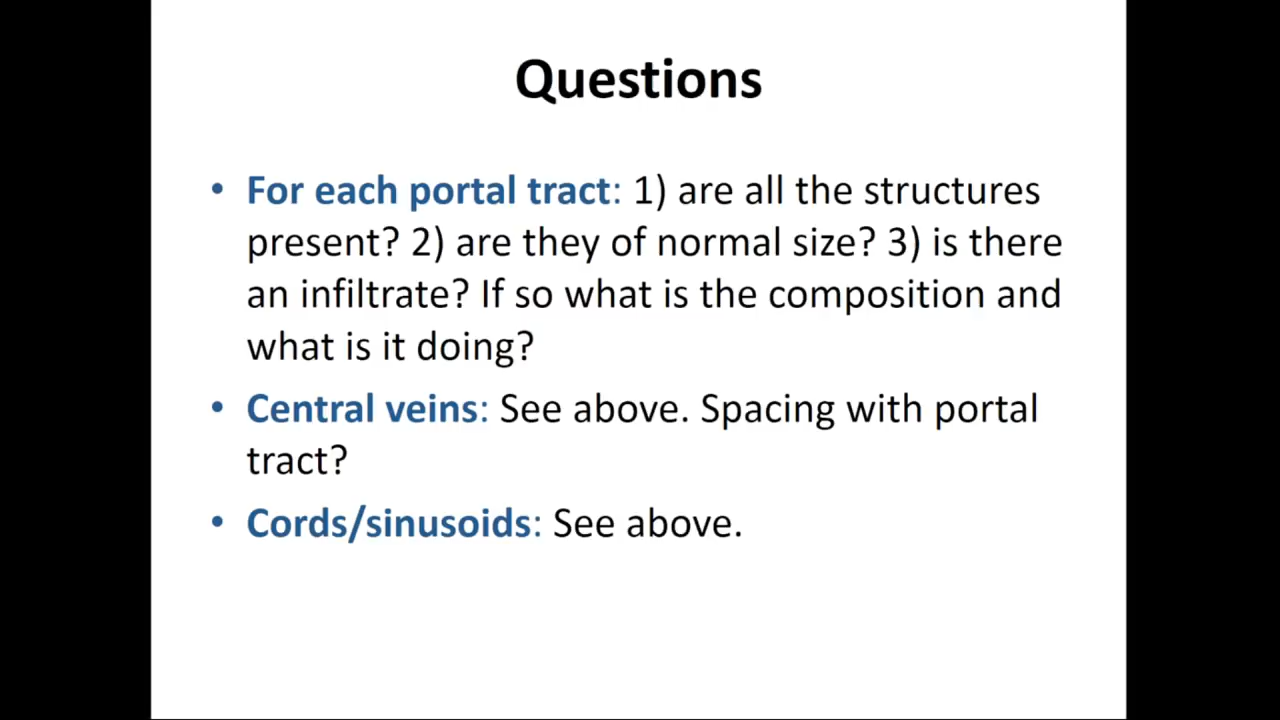 Questions
• For each portal tract: 1) are all the structures
present? 2) are they of normal size? 3) is there
an infiltrate? If so what is the composition and
what is it doing?
• Central veins: See above. Spacing with portal
tract?
• Cords/sinusoids: See above.